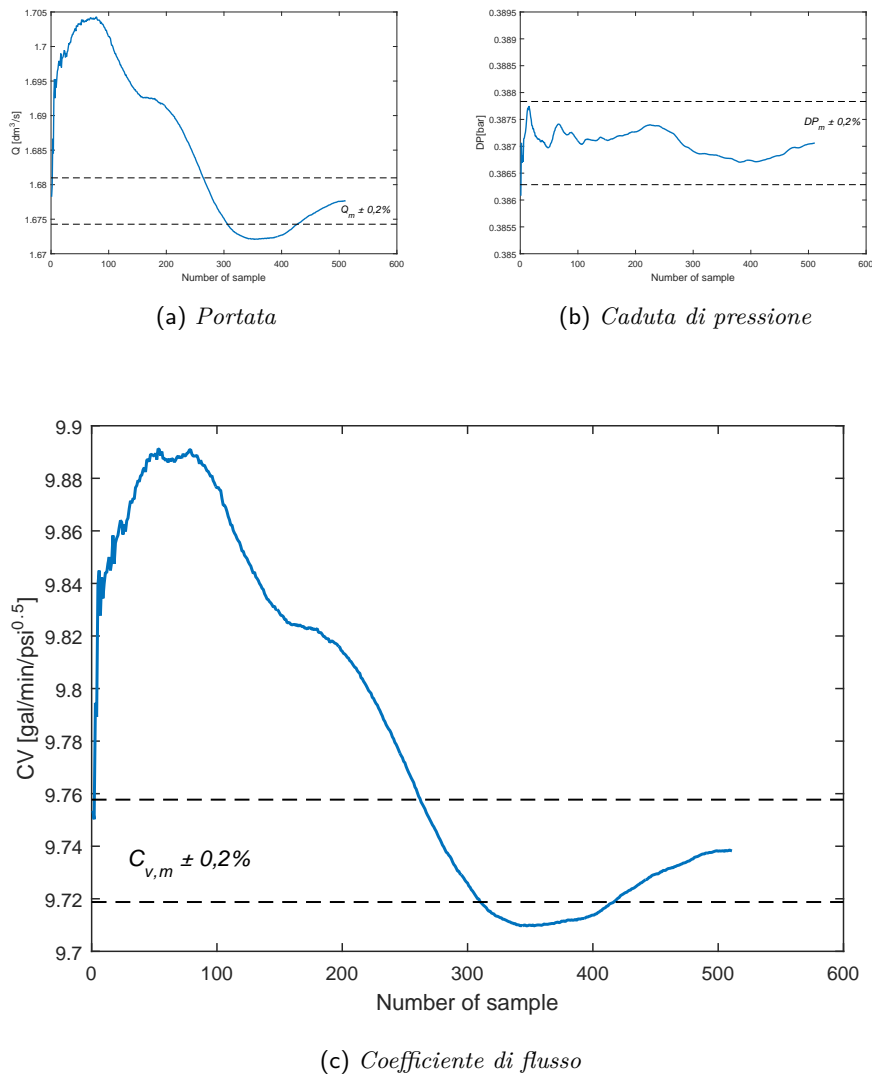 1.705
1.7
1.695
1.69
1.685
1.68
1.675
1.67
Q [dm³/s]
Qm ± 0,2%
0 100 200 300 400 500 600
Number of sample
(a) Portata
0.3895
0.389
0.3885
0.388
0.3875
0.387
0.3865
0.386
0.3855
0.385
DP[bar]
DPm ± 0,2%
0 100 200 300 400 500 600
Number of sample
(b) Caduta di pressione
9.9
9.88
9.86
9.84
9.82
9.8
9.78
9.76
9.74
9.72
9.7
CV [gal/min/psi^0.5]
Cv,m ± 0,2%
0 100 200 300 400 500 600
Number of sample
(c) Coefficiente di flusso